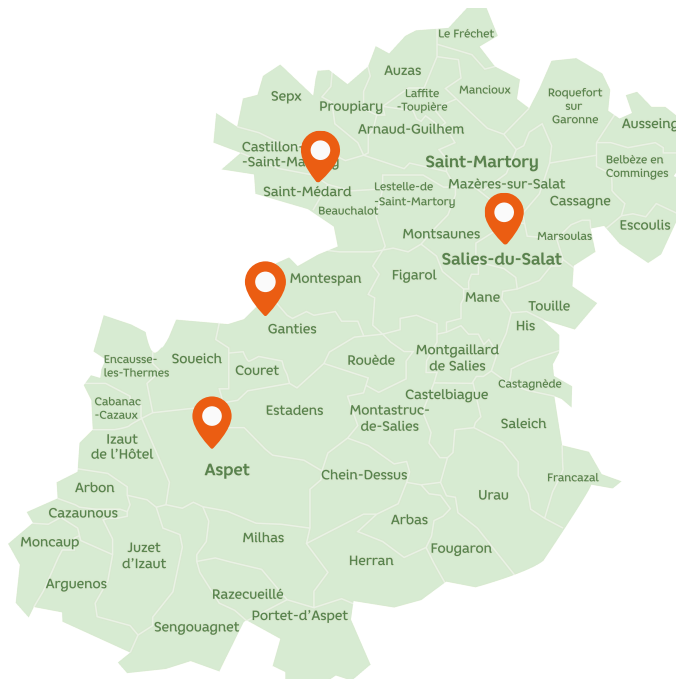 Le Fréchet
Auzas
Mancioux
Sepx
Laffite
-Toupière
Proupiary
Roquefort
sur
Garonne
Arnaud-Guilhem
Ausseing
Castillon-
-Saint-Ma
Saint-Martory
Belbèze en
Comminges
Saint-Médard
Lestelle-de
-Saint-Martory
Mazères-sur-Salat
Cassagne
Beauchalot
Escoulis
Montsaunes
Marsoulas
Salies-du-Salat
Montespan
Figarol
Mane
Touille
Ganties
His
Encausse-
les-Thermes
Soueich
Couret
Rouède
Montgaillard
de Salies
Castagnède
Cabanac
-Cazaux
Estadens
Castelbiague
Montastruc-
de-Salies
Saleich
Izaut
de l'Hôtel
Aspet
Chein-Dessus
Francazal
Arbon
Urau
Cazaunous
Arbas
Moncaup
Juzet
d'Izaut
Milhas
Fougaron
Herran
Arguenos
Razecueillé
Portet-d'Aspet
Sengouagnet